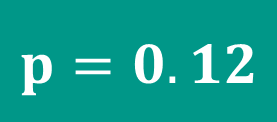 p = 0.12